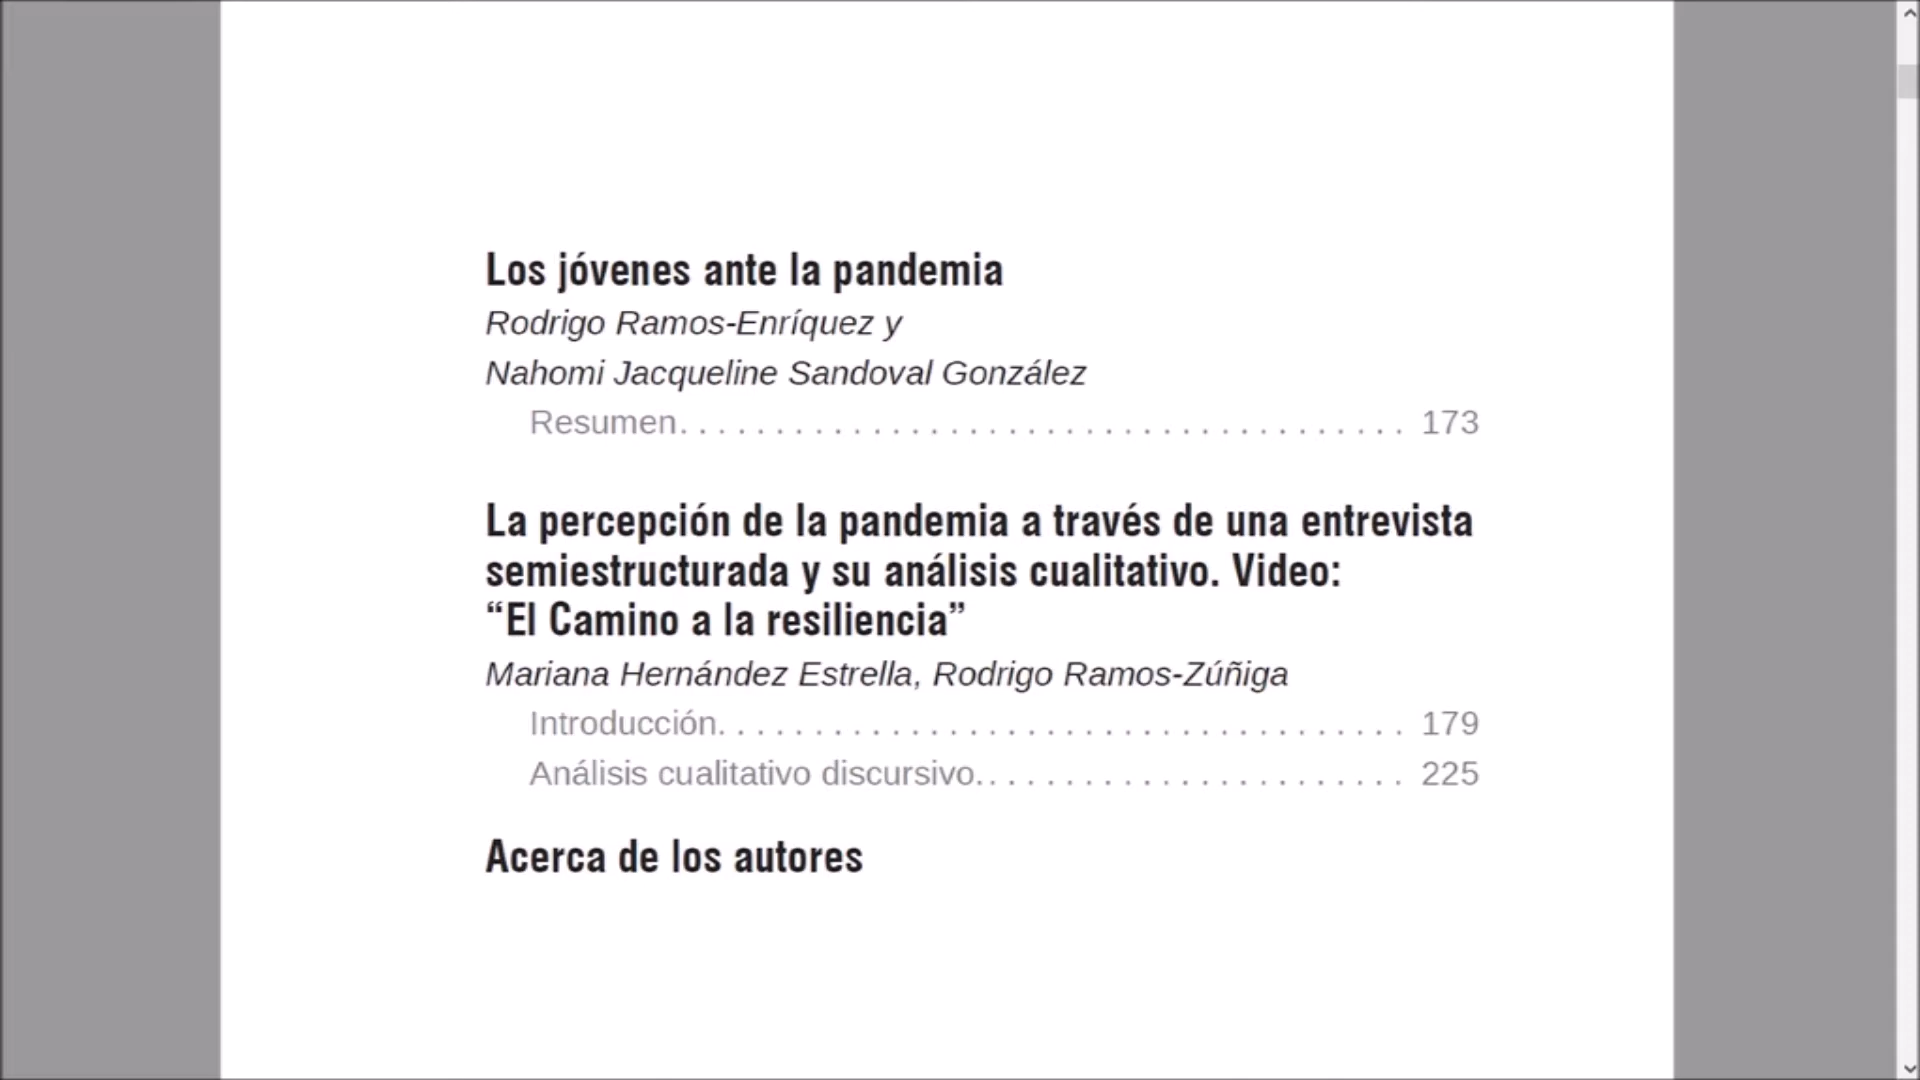 Los jóvenes ante la pandemia
Rodrigo Ramos-Enríquez y
Nahomi Jacqueline Sandoval González
Resumen. . . . . . . . . . . . . . . . . . . . . . . . . . . . . . . . . . . . . . 173
La percepción de la pandemia a través de una entrevista
semiestructurada y su análisis cualitativo. Video:
“El Camino a la resiliencia”
Mariana Hernández Estrella, Rodrigo Ramos-Zúñiga
Introducción. . . . . . . . . . . . . . . . . . . . . . . . . . . . . . . . . . . . 179
Análisis cualitativo discursivo. . . . . . . . . . . . . . . . . . . . . . . 225
Acerca de los autores